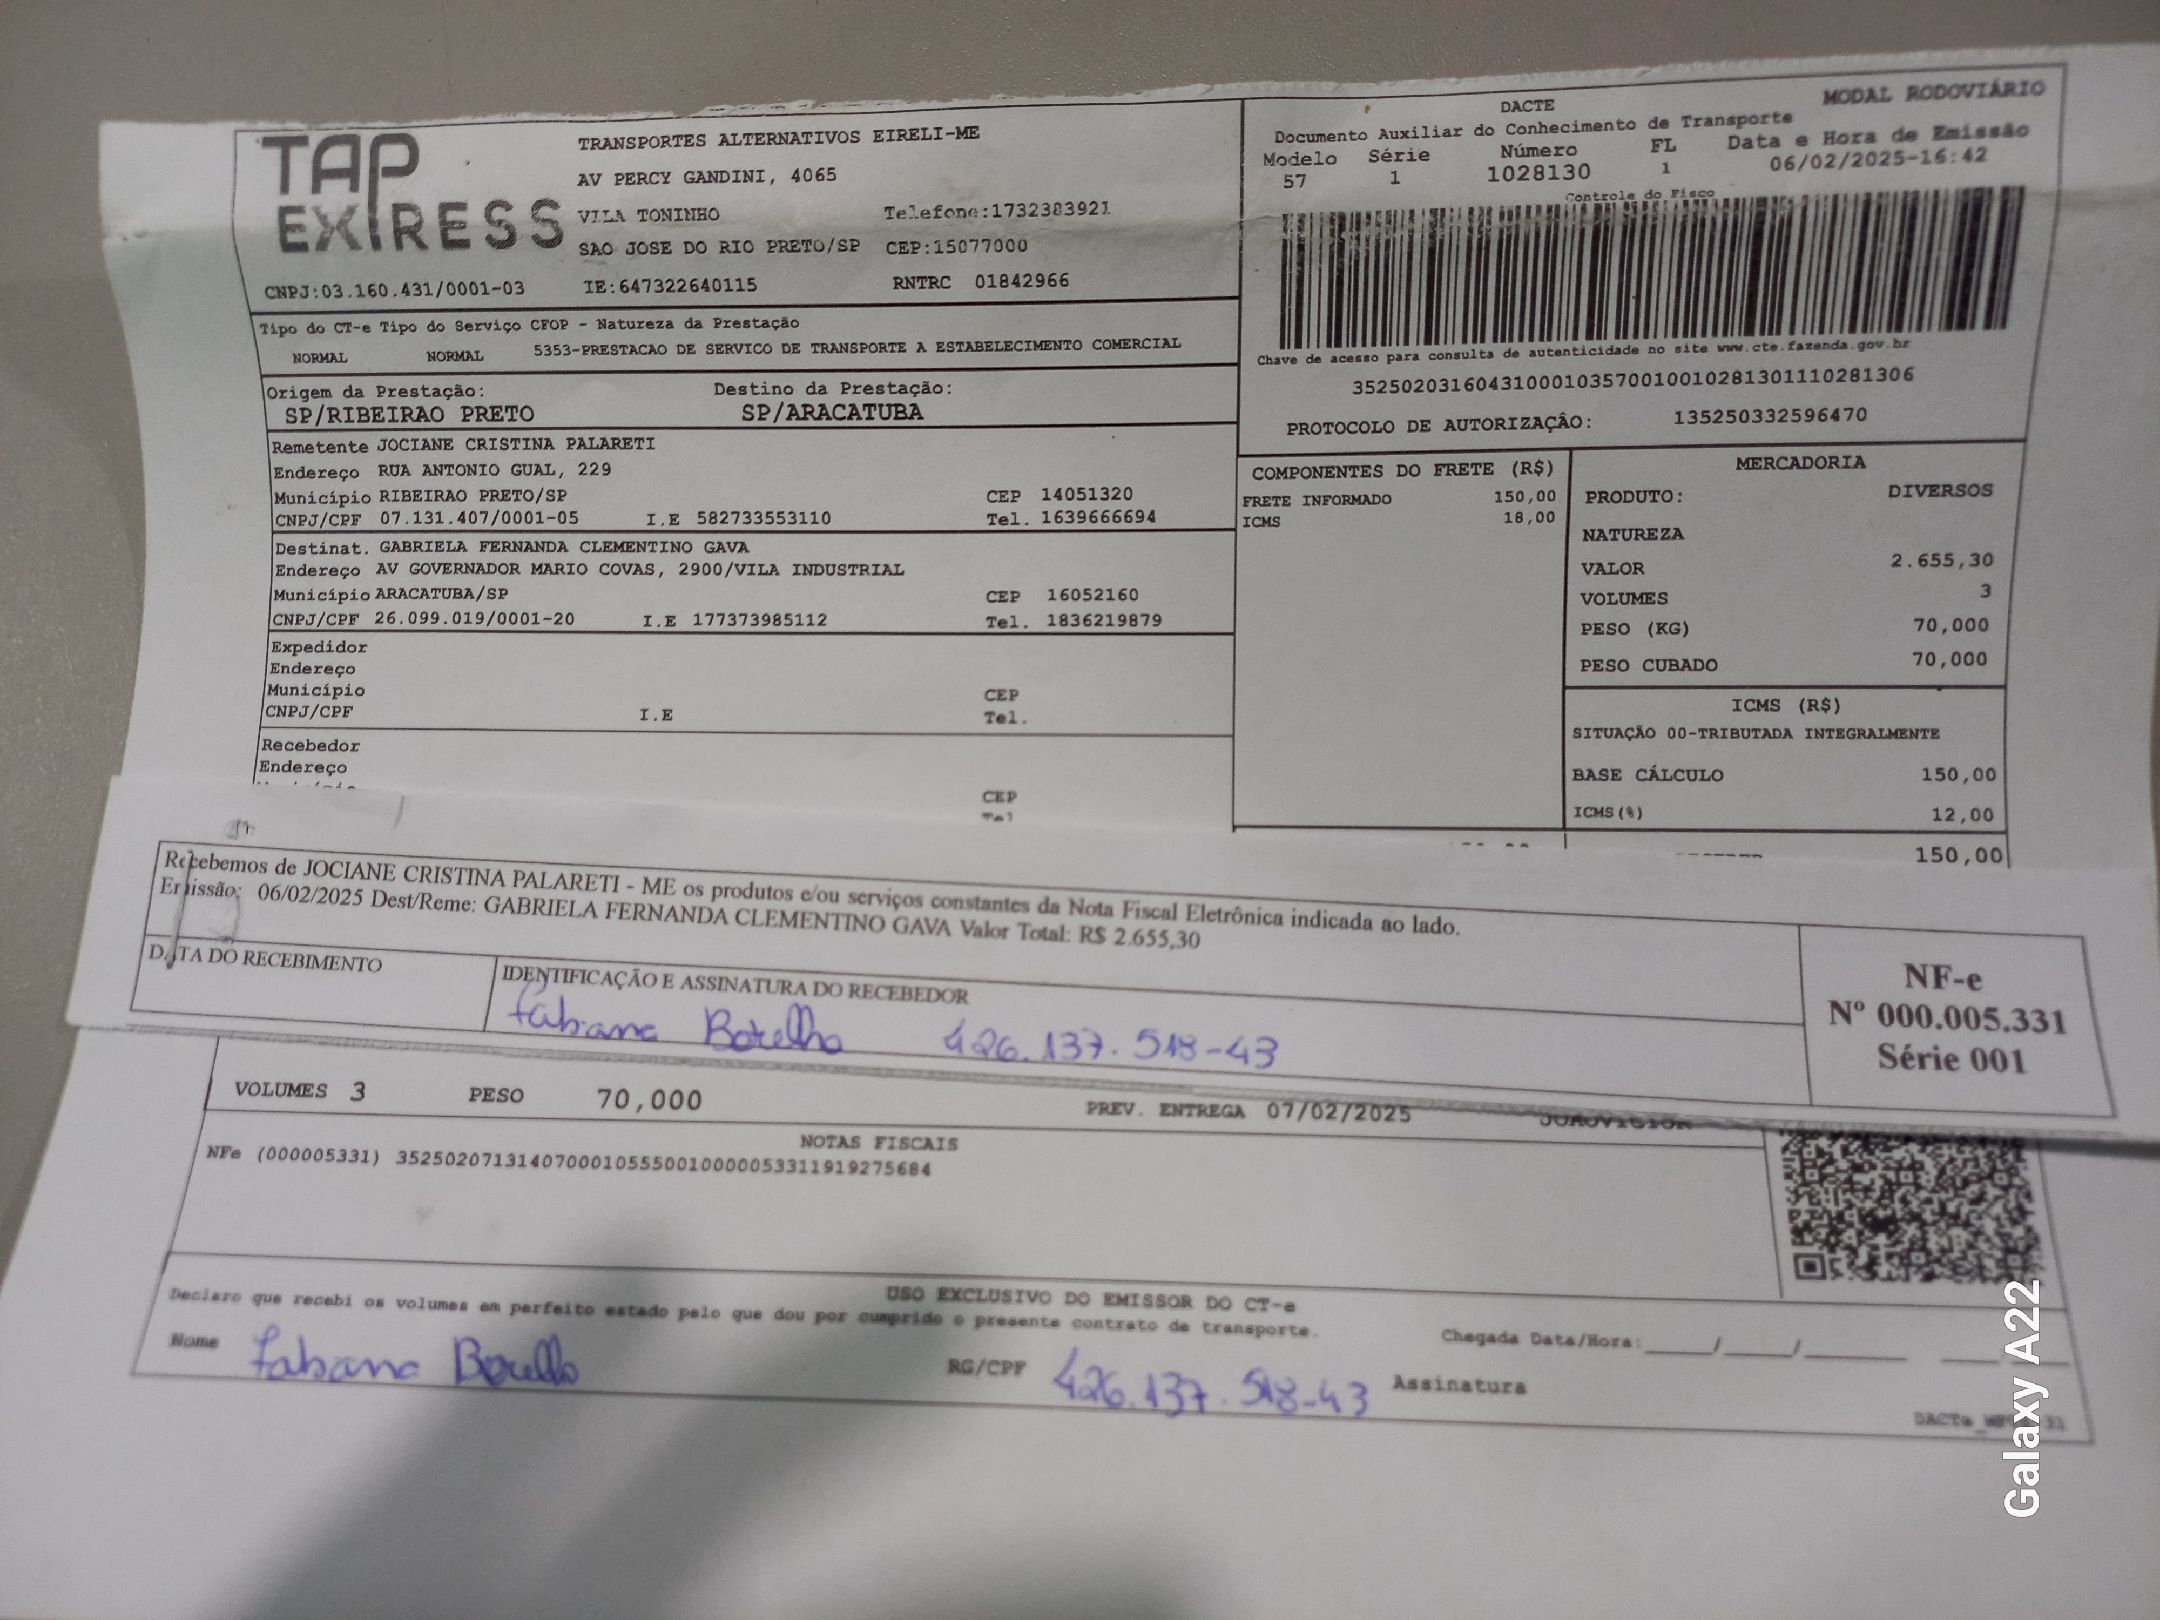 TAP EXPRESS
TRANSPORTES ALTERNATIVOS EIRELI-ME
AV PERCY GANDINI, 4065
VILA TONINHO Telefone:1732383921
SAO JOSE DO RIO PRETO/SP CEP:15077000
CNPJ:03.160.431/0001-03 IE:647322640115 RNTRC 01842966
DACTE MODAL RODOVIÁRIO
Documento Auxiliar do Conhecimento de Transporte
Modelo Série Número FL Data e Hora de Emissão
57 1 1028130 1 06/02/2025-16:42
Controle do Fisco
Chave de acesso para consulta de autenticidade no site www.cte.fazenda.gov.br
35250203160431000103570010010281301110281306
PROTOCOLO DE AUTORIZAÇÃO: 135250332596470
Tipo do CT-e Tipo do Serviço CFOP - Natureza da Prestação
NORMAL NORMAL 5353-PRESTACAO DE SERVICO DE TRANSPORTE A ESTABELECIMENTO COMERCIAL
Origem da Prestação: Destino da Prestação:
SP/RIBEIRAO PRETO SP/ARACATUBA
Remetente JOCIANE CRISTINA PALARETI
Endereço RUA ANTONIO GUAL, 229
Município RIBEIRAO PRETO/SP CEP 14051320
CNPJ/CPF 07.131.407/0001-05 I.E 582733553110 Tel. 1639666694
Destinat. GABRIELA FERNANDA CLEMENTINO GAVA
Endereço AV GOVERNADOR MARIO COVAS, 2900/VILA INDUSTRIAL
Município ARACATUBA/SP CEP 16052160
CNPJ/CPF 26.099.019/0001-20 I.E 177373985112 Tel. 1836219879
Expedidor
Endereço
Município CEP
CNPJ/CPF I.E Tel.
Recebedor
Endereço
CEP
COMPONENTES DO FRETE (R$)
FRETE INFORMADO 150,00
ICMS 18,00
MERCADORIA
PRODUTO: DIVERSOS
NATUREZA
VALOR 2.655,30
VOLUMES 3
PESO (KG) 70,000
PESO CUBADO 70,000
ICMS (R$)
SITUAÇÃO 00-TRIBUTADA INTEGRALMENTE
BASE CÁLCULO 150,00
ICMS(%) 12,00
150,00
Recebemos de JOCIANE CRISTINA PALARETI - ME os produtos e/ou serviços constantes da Nota Fiscal Eletrônica indicada ao lado.
Emissão: 06/02/2025 Dest/Reme: GABRIELA FERNANDA CLEMENTINO GAVA Valor Total: R$ 2.655,30
DATA DO RECEBIMENTO IDENTIFICAÇÃO E ASSINATURA DO RECEBEDOR
Fabiana Botelho 426.137.518-43
NF-e
Nº 000.005.331
Série 001
VOLUMES 3 PESO 70,000 PREV. ENTREGA 07/02/2025
NOTAS FISCAIS
NFe (000005331) 35250207131407000105550010000053311919275684
USO EXCLUSIVO DO EMISSOR DO CT-e
Declaro que recebi os volumes em perfeito estado pelo que dou por cumprido o presente contrato de transporte.
Nome Fabiana RG/CPF 426.137.518-43 Assinatura
Chegada Data/Hora:_____/_____/________
Galaxy A22